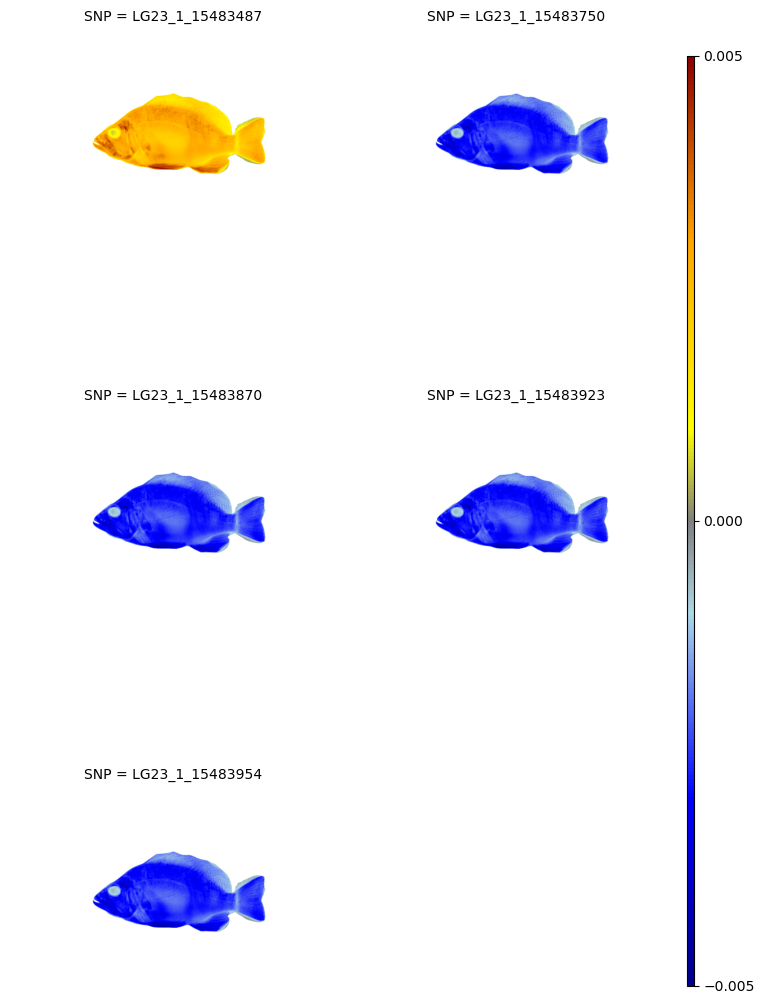 SNP = LG23_1_15483487
SNP = LG23_1_15483750
0.005
SNP = LG23_1_15483870
SNP = LG23_1_15483923
0.000
SNP = LG23_1_15483954
−0.005